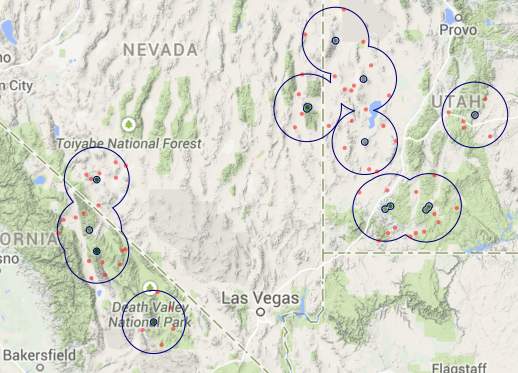 Provo
NEVADA
n City
UTAH
Toiyabe National Forest
ORNIA
sno
Death Valley
National Park
Las Vegas
Bakersfield
Flagstaff